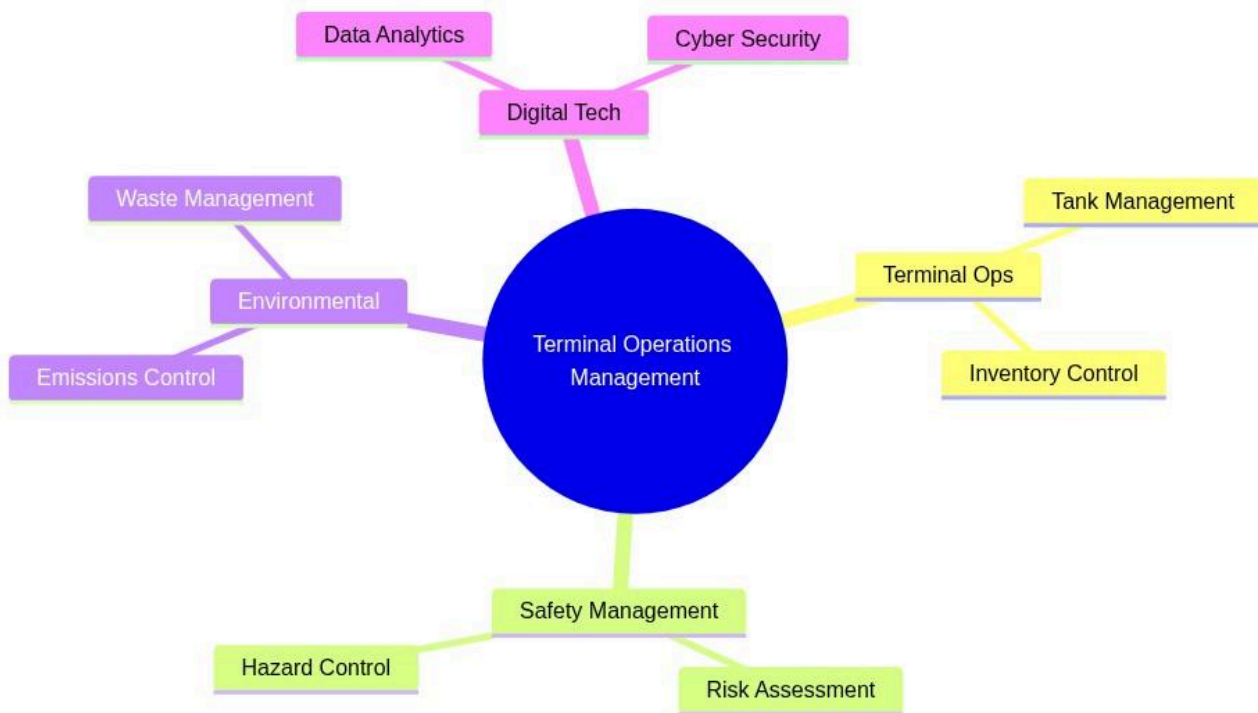 Data Analytics
Cyber Security
Digital Tech
Waste Management
Tank Management
Environmental
Terminal Ops
Terminal Operations
Management
Emissions Control
Inventory Control
Safety Management
Hazard Control
Risk Assessment